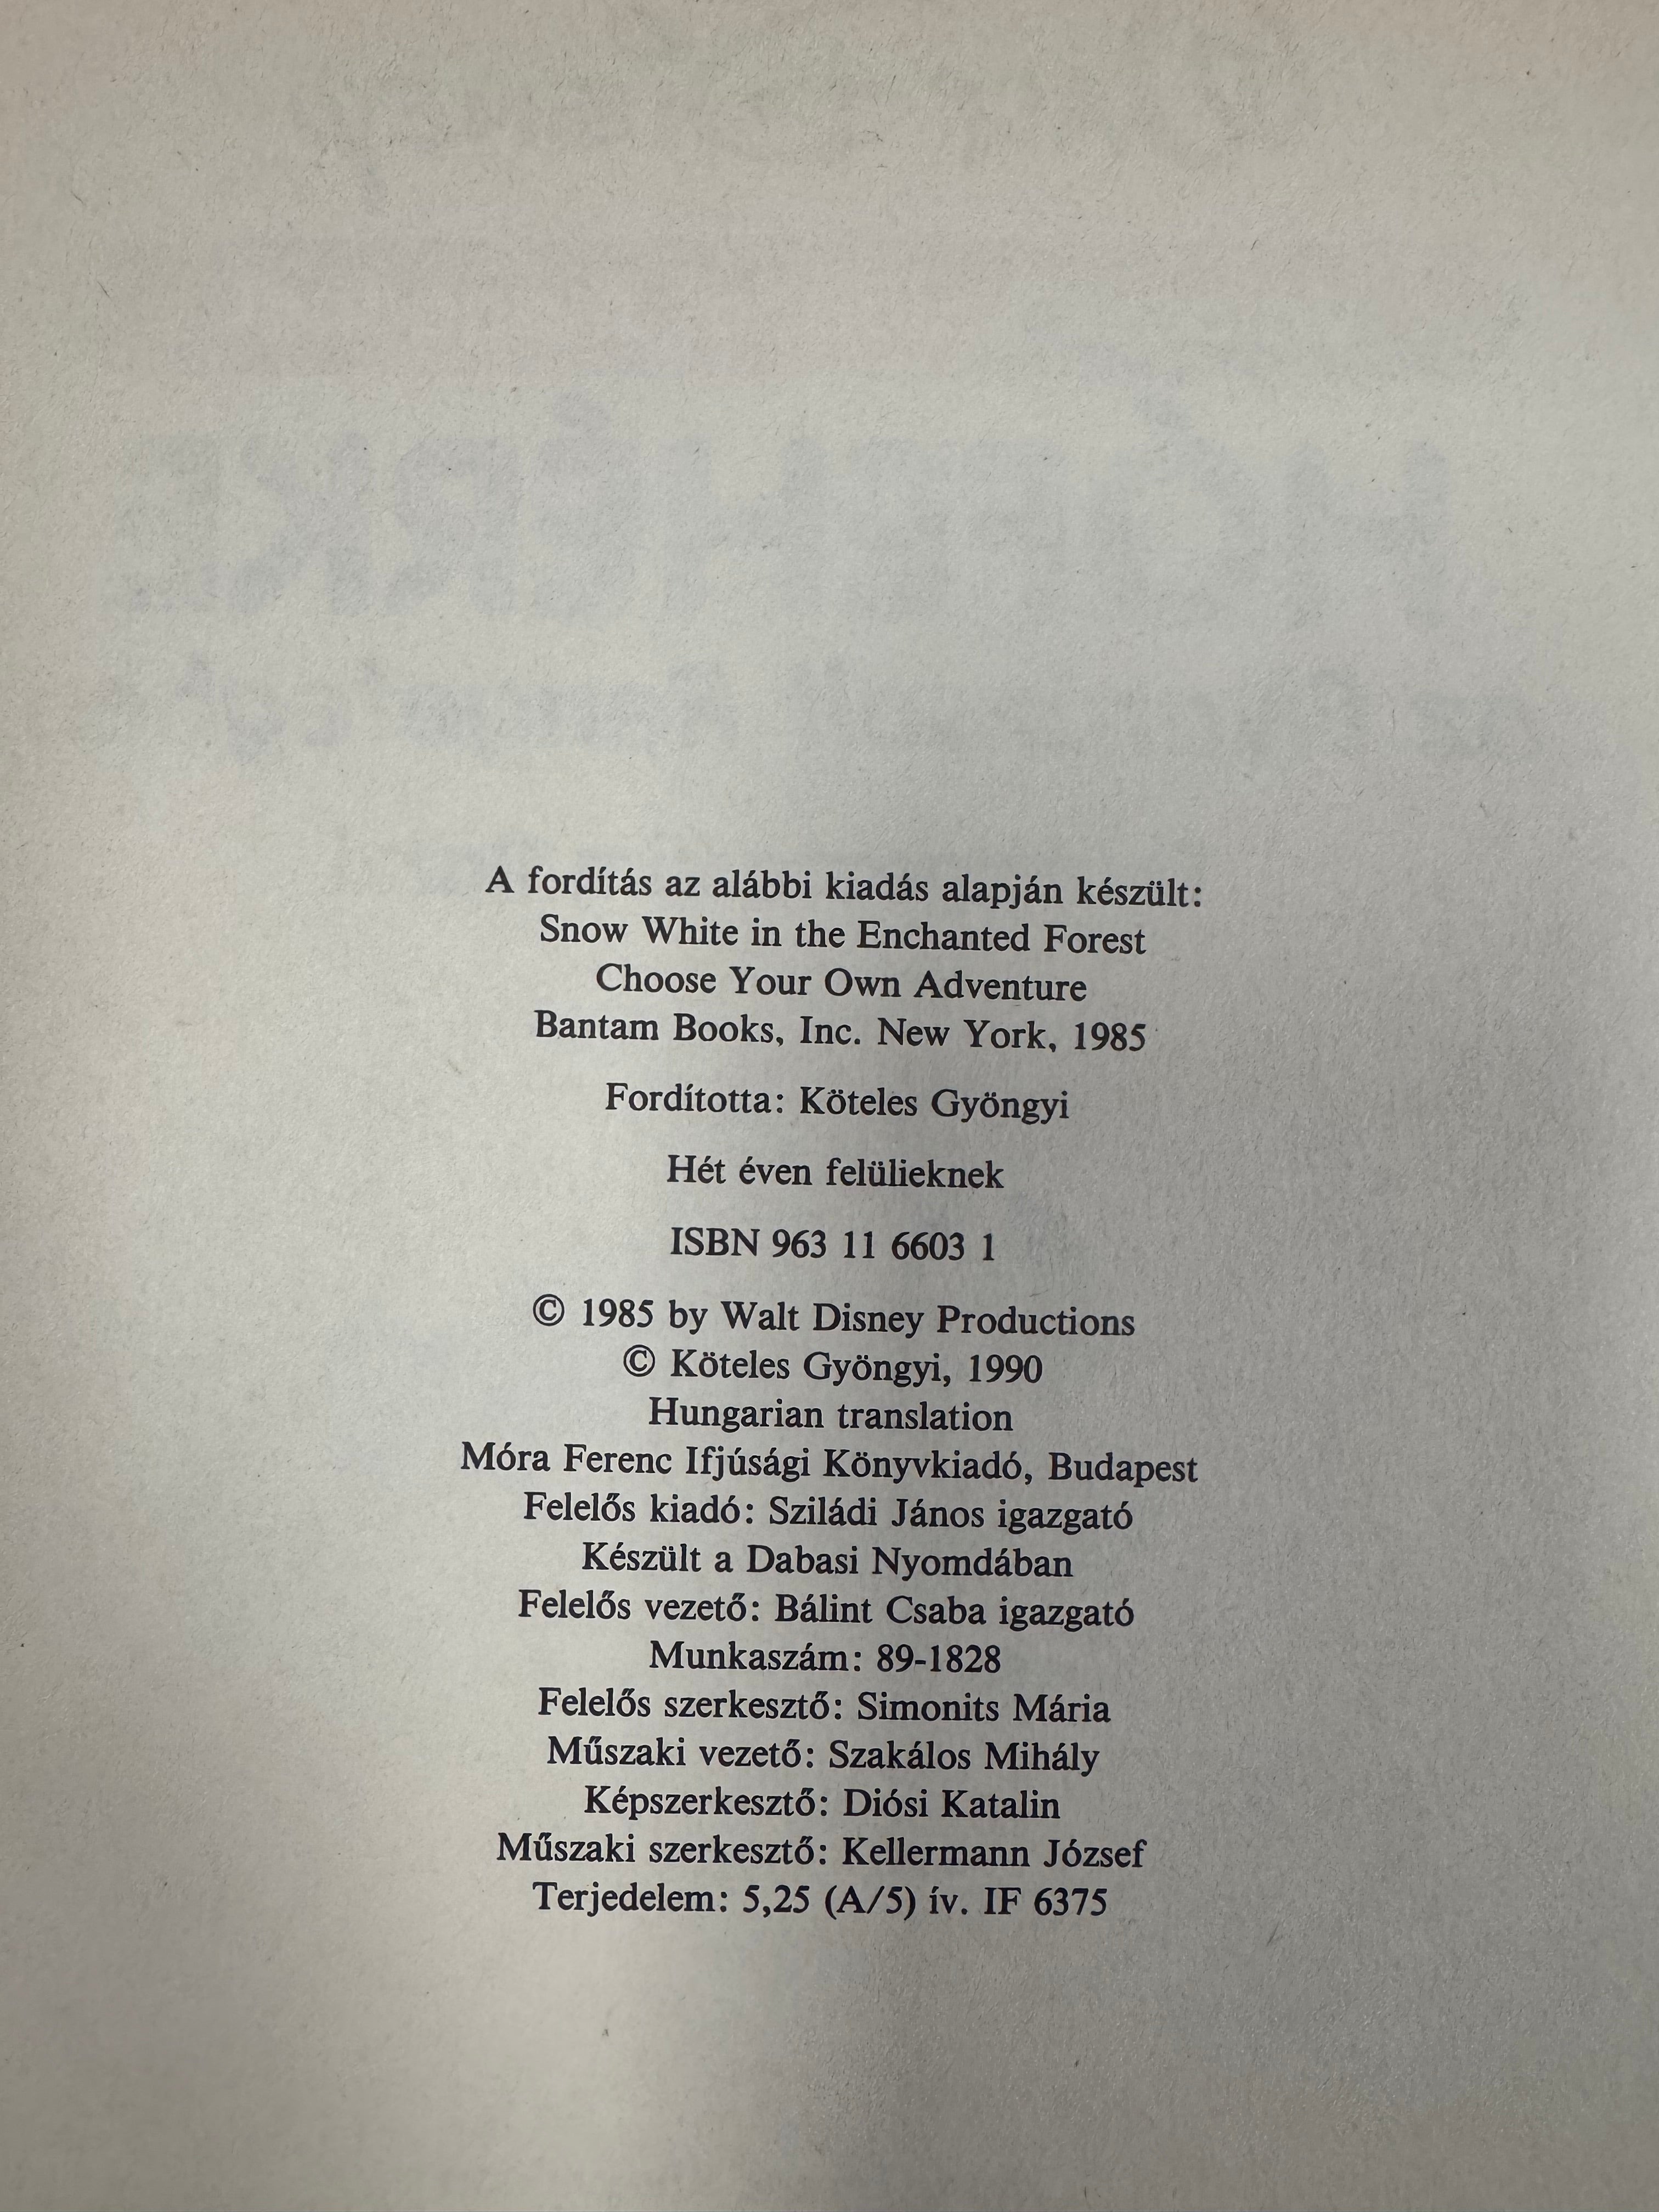 A fordítás az alábbi kiadás alapján készült:
Snow White in the Enchanted Forest
Choose Your Own Adventure
Bantam Books, Inc. New York, 1985
Fordította: Köteles Gyöngyi
Hét éven felülieknek
ISBN 963 11 6603 1
© 1985 by Walt Disney Productions
© Köteles Gyöngyi, 1990
Hungarian translation
Móra Ferenc Ifjúsági Könyvkiadó, Budapest
Felelős kiadó: Sziládi János igazgató
Készült a Dabasi Nyomdában
Felelős vezető: Bálint Csaba igazgató
Munkaszám: 89-1828
Felelős szerkesztő: Simonits Mária
Műszaki vezető: Szakálos Mihály
Képszerkesztő: Diósi Katalin
Műszaki szerkesztő: Kellermann József
Terjedelem: 5,25 (A/5) ív. IF 6375